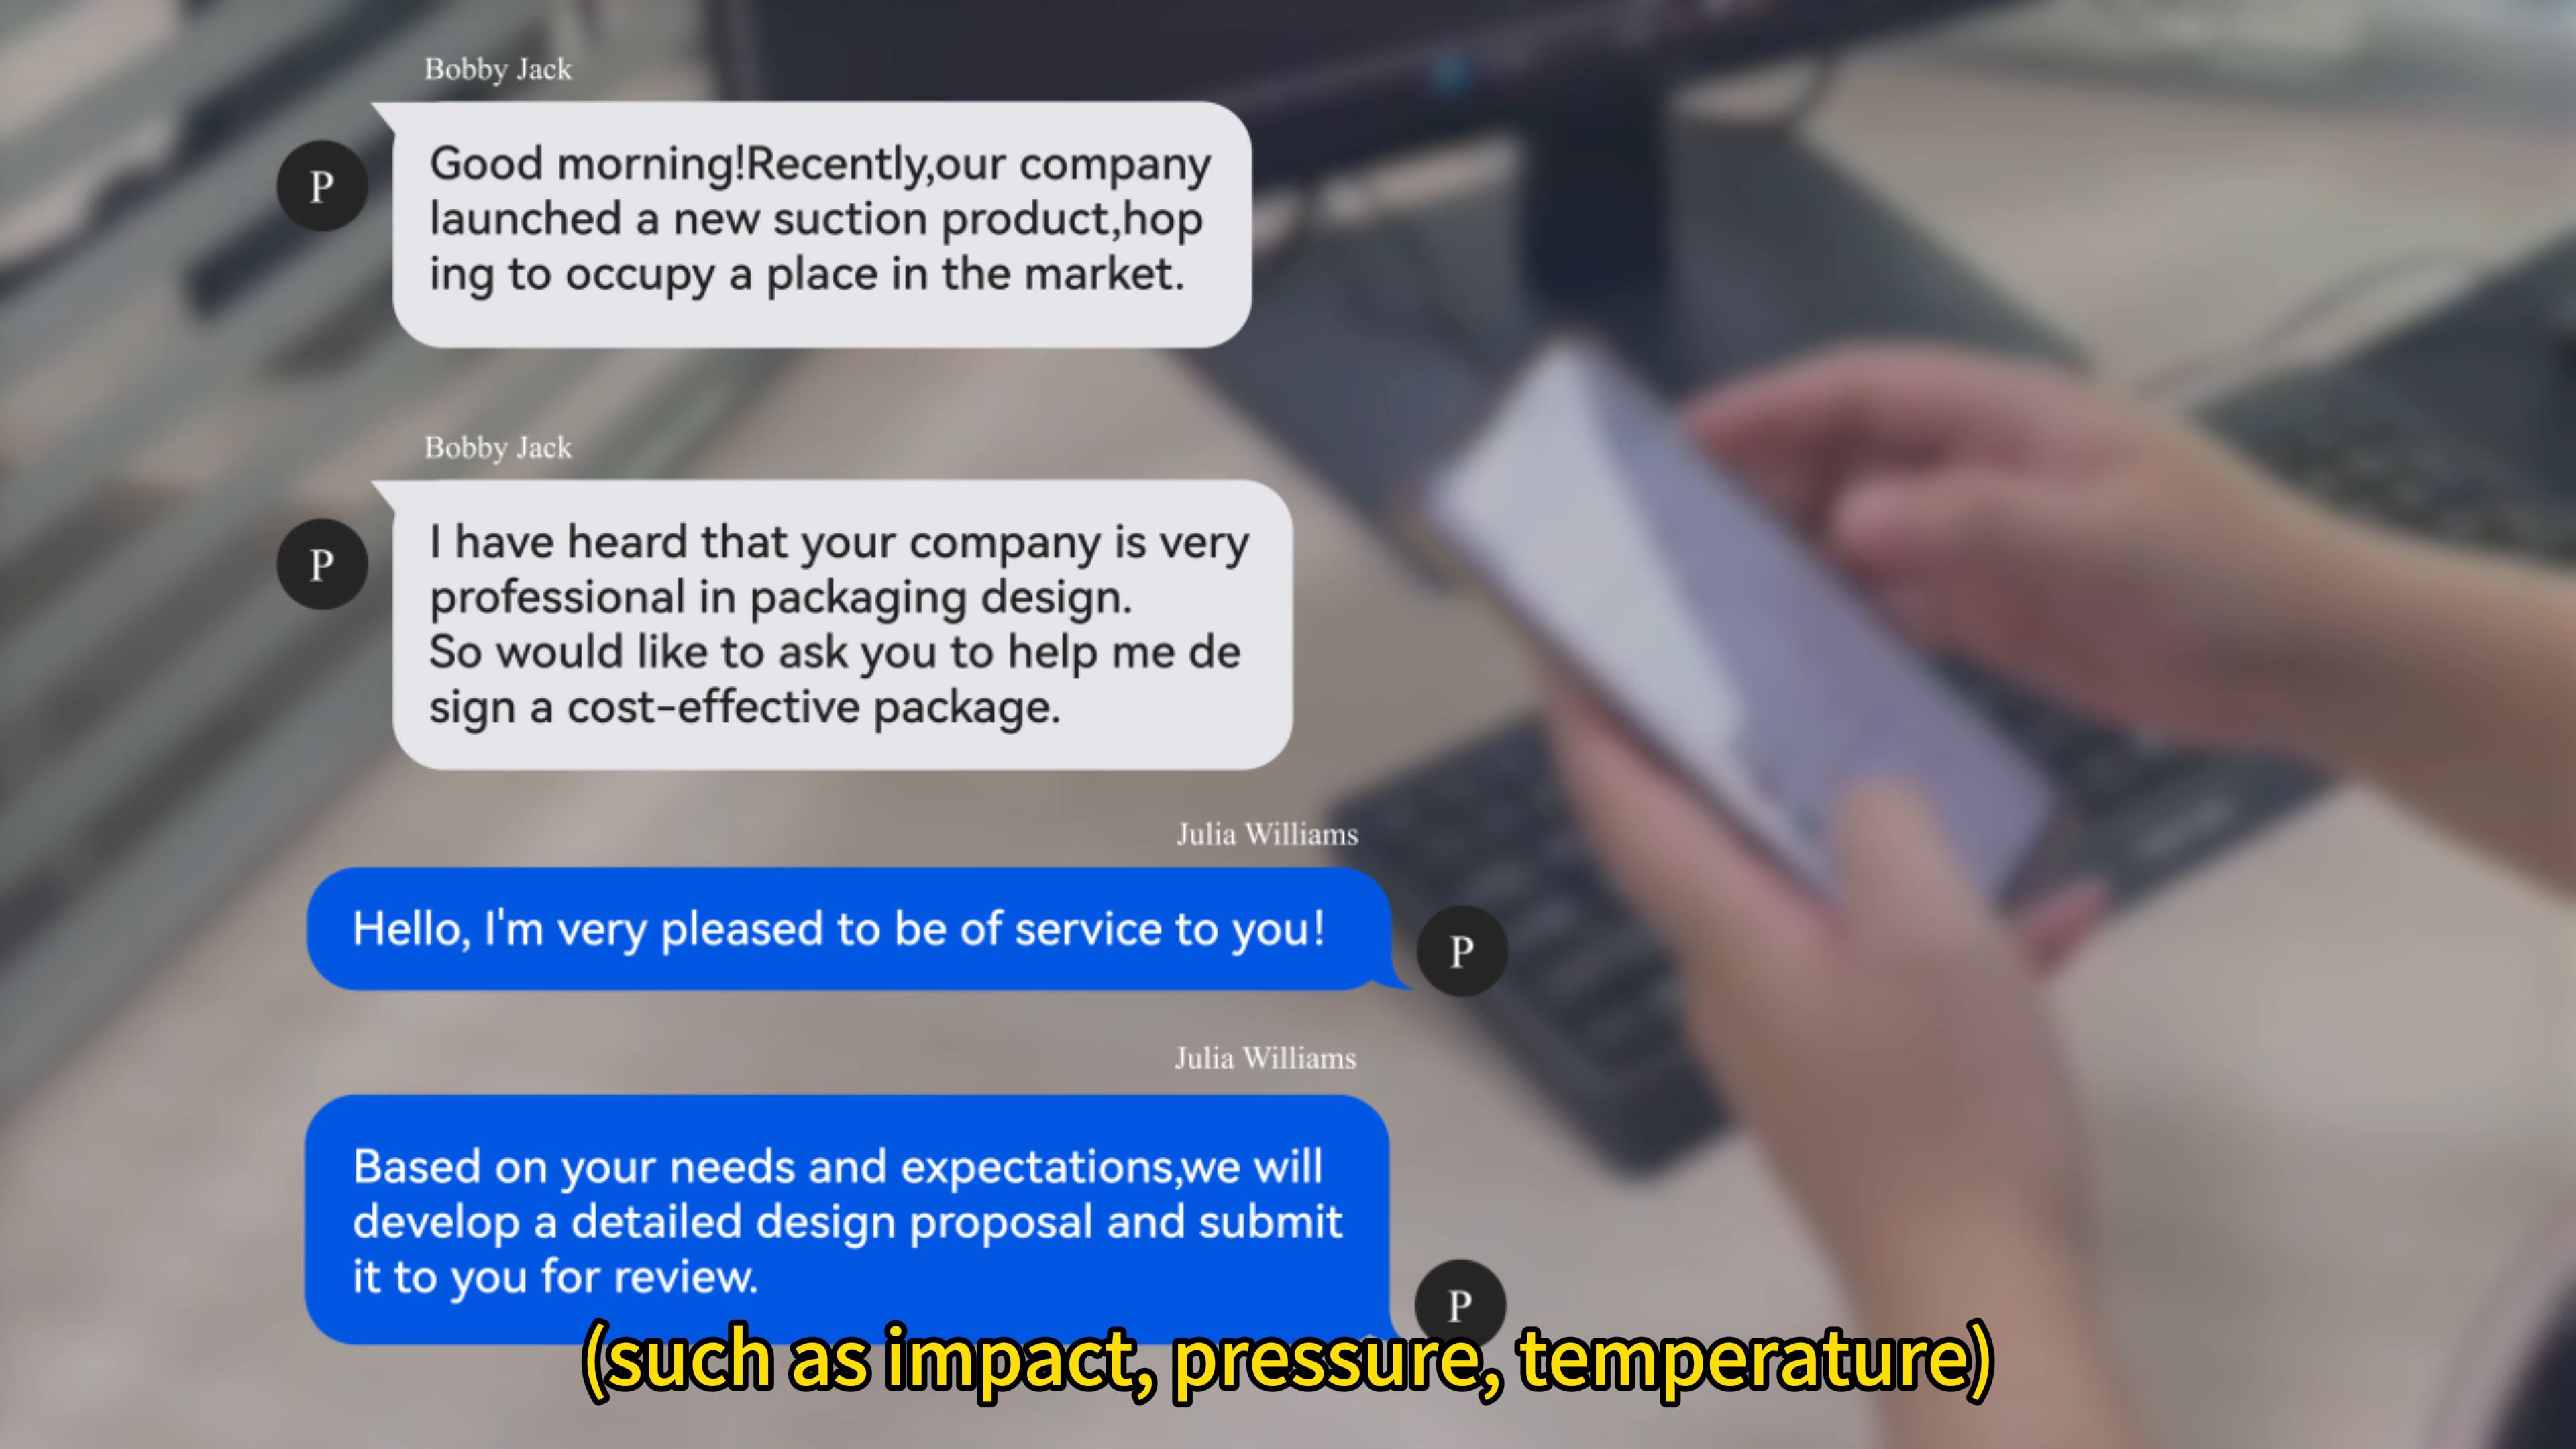 Bobby Jack
P
Good morning!Recently,our company
launched a new suction product,hop
ing to occupy a place in the market.
Bobby Jack
P
I have heard that your company is very
professional in packaging design.
So would like to ask you to help me de
sign a cost-effective package.
Julia Williams
Hello, I'm very pleased to be of service to you!
P
Julia Williams
Based on your needs and expectations,we will
develop a detailed design proposal and submit
it to you for review.
P
(such as impact, pressure, temperature)